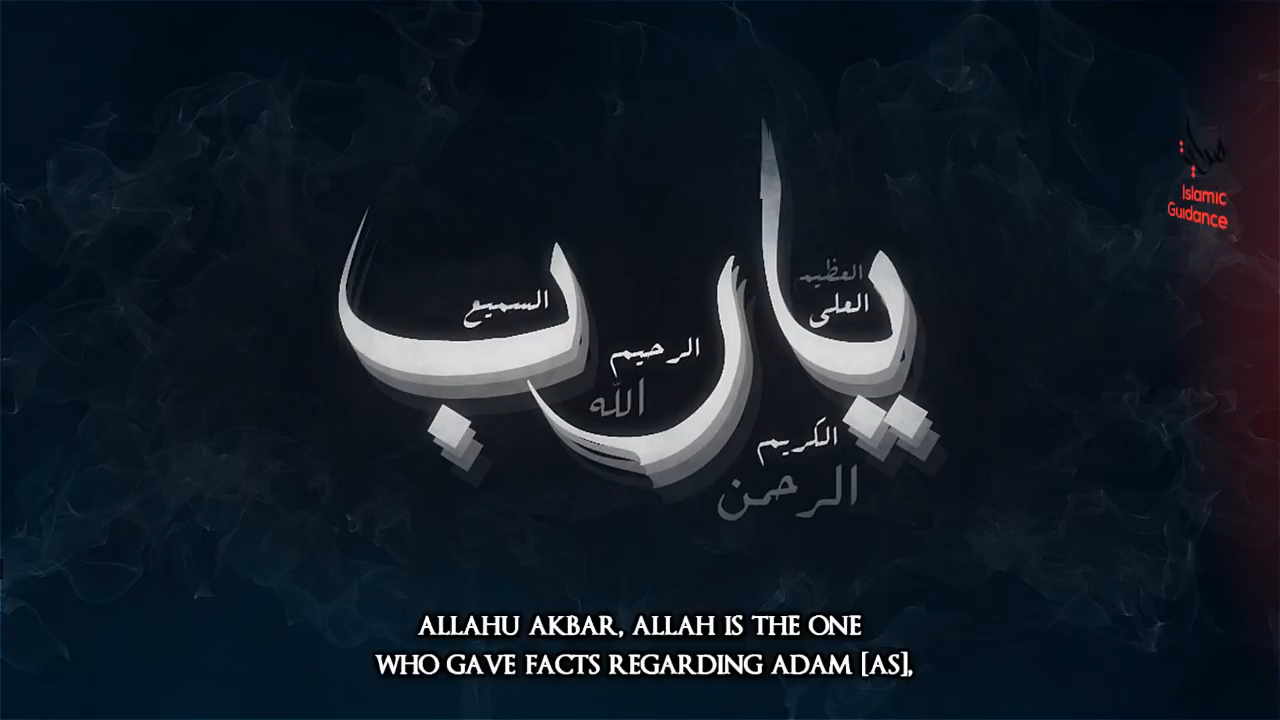 يا رب
العظيم
العلى
السميع
الرحيم
الله
الكريم
الرحمن
Islamic
Guidance
ALLAHU AKBAR, ALLAH IS THE ONE
WHO GAVE FACTS REGARDING ADAM [AS],